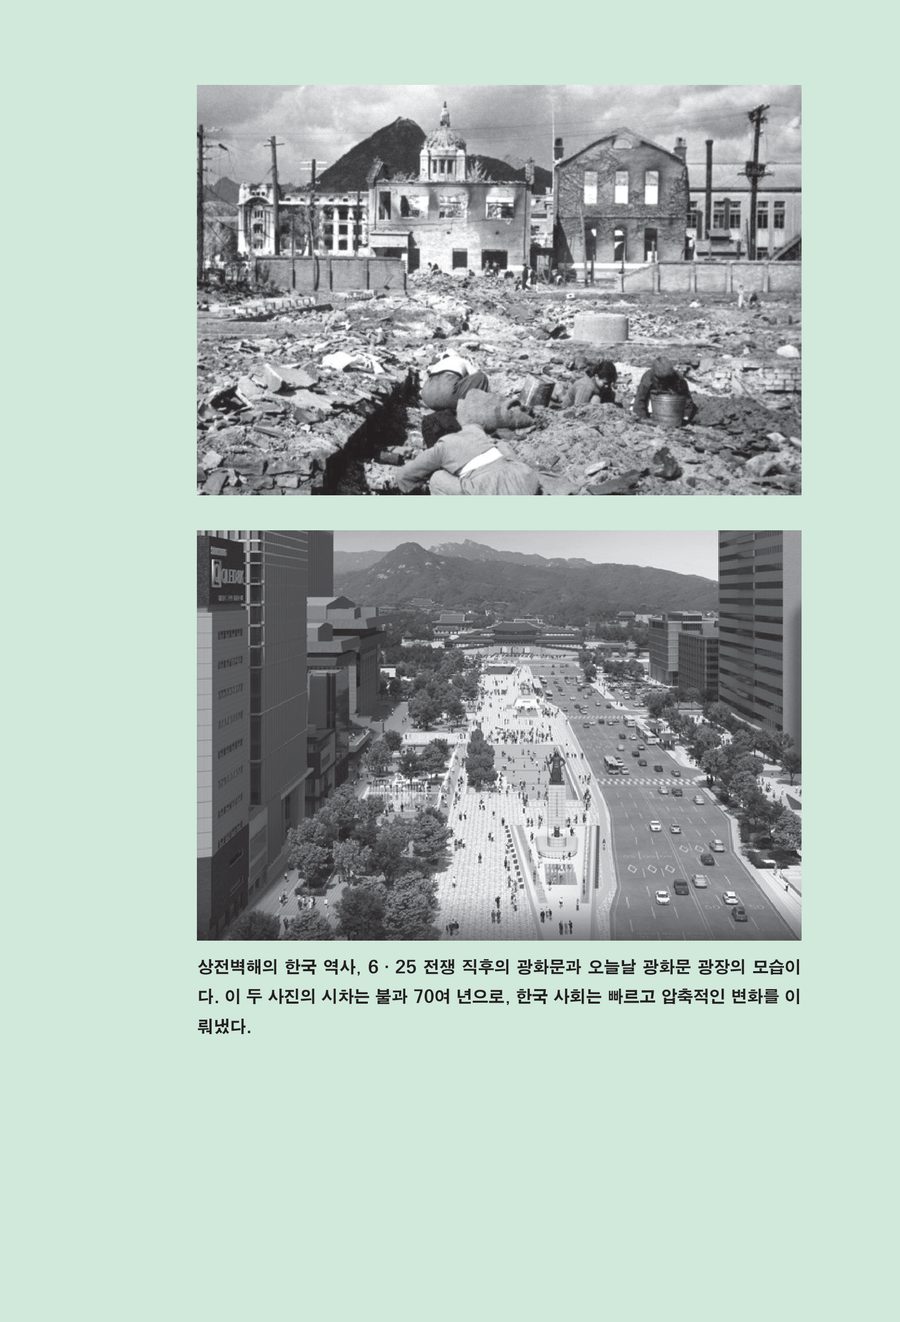 상전벽해의 한국 역사, 6·25 전쟁 직후의 광화문과 오늘날 광화문 광장의 모습이
다. 이 두 사진의 시차는 불과 70여 년으로, 한국 사회는 빠르고 압축적인 변화를 이
뤄냈다.